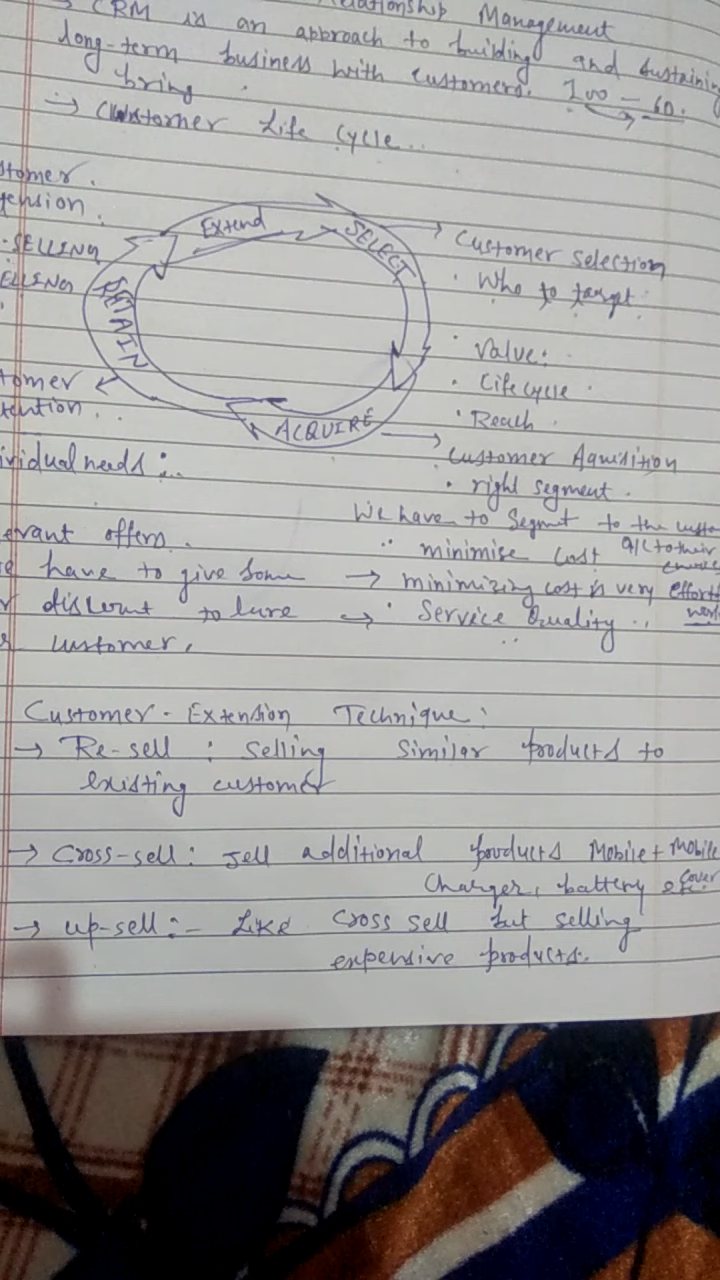 Relationship Management
→ CRM is an approach to building and sustaining
long-term business with customers. 100 – 60.
bring
→ Customer Life Cycle..
stomer.
tension.
-SELLING
ELLING
Extend
SELECT
RETAIN
ACQUIRE
→ Customer selection
· Who to target.
· Value.
· Life cycle.
· Reach.
tomer
tention..
→ Customer Aquisition
· right segment.
ividual needs:..
We have to Segmt to the custo
a/c to their
choice
.. minimise cost
evant offers.
e have to give some
→ minimizing cost is very effort
work
r discount to lure
→ · Service Quality..
customer.
Customer - Extension Technique:
→ Re-sell : selling similar products to
existing customer
→ Cross-sell: sell additional products Mobile + Mobile
cover
Charger, battery etc.
→ up-sell:- Like cross sell but selling
expensive products.